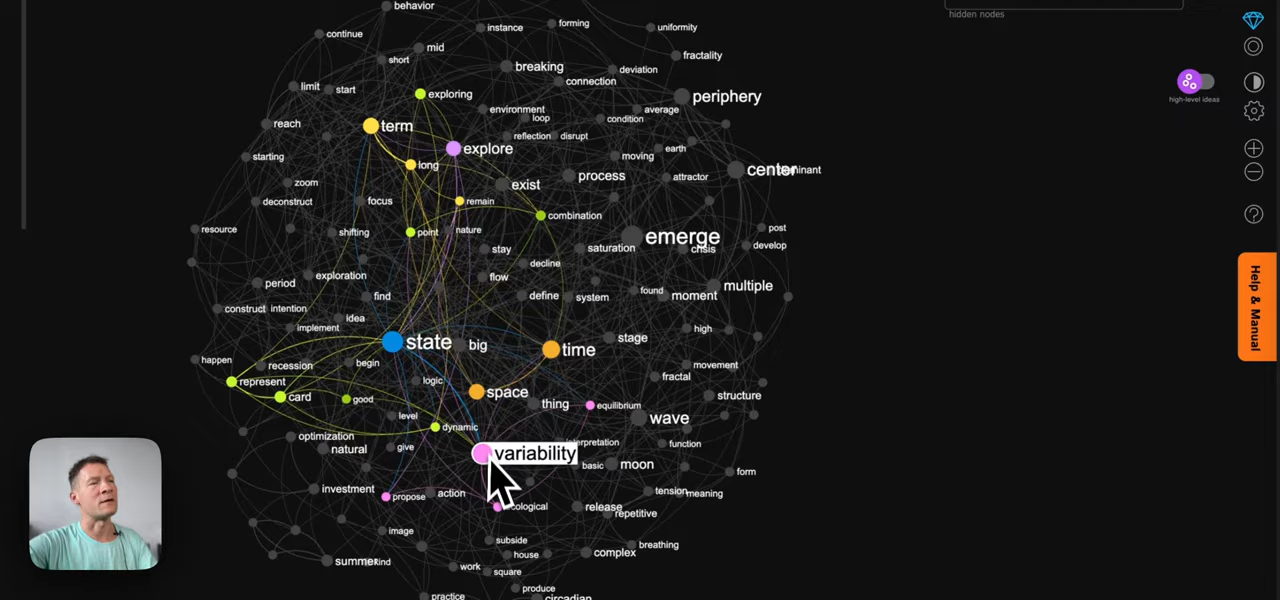 behavior
forming
instance
uniformity
continue
mid
short
fractality
breaking
deviation
connection
limit
start
exploring
periphery
environment
average
loop
condition
reach
term
reflection
disrupt
explore
moving
earth
starting
long
process
attractor
center
zoom
exist
deconstruct
focus
remain
combination
resource
shifting
point
nature
emerge
post
stay
saturation
crisis
develop
decline
exploration
flow
period
multiple
find
define
system
found
moment
construct
intention
idea
implement
high
state
big
time
stage
happen
recession
begin
movement
represent
logic
fractal
card
good
space
thing
equilibrium
structure
level
wave
dynamic
optimization
natural
give
variability
interpretation
function
basic
moon
form
investment
propose
action
ecological
tension
meaning
release
repetitive
image
subside
house
complex
breathing
summer
kind
work
square
produce
practice
circadian
hidden nodes
high-level ideas
Help & Manual